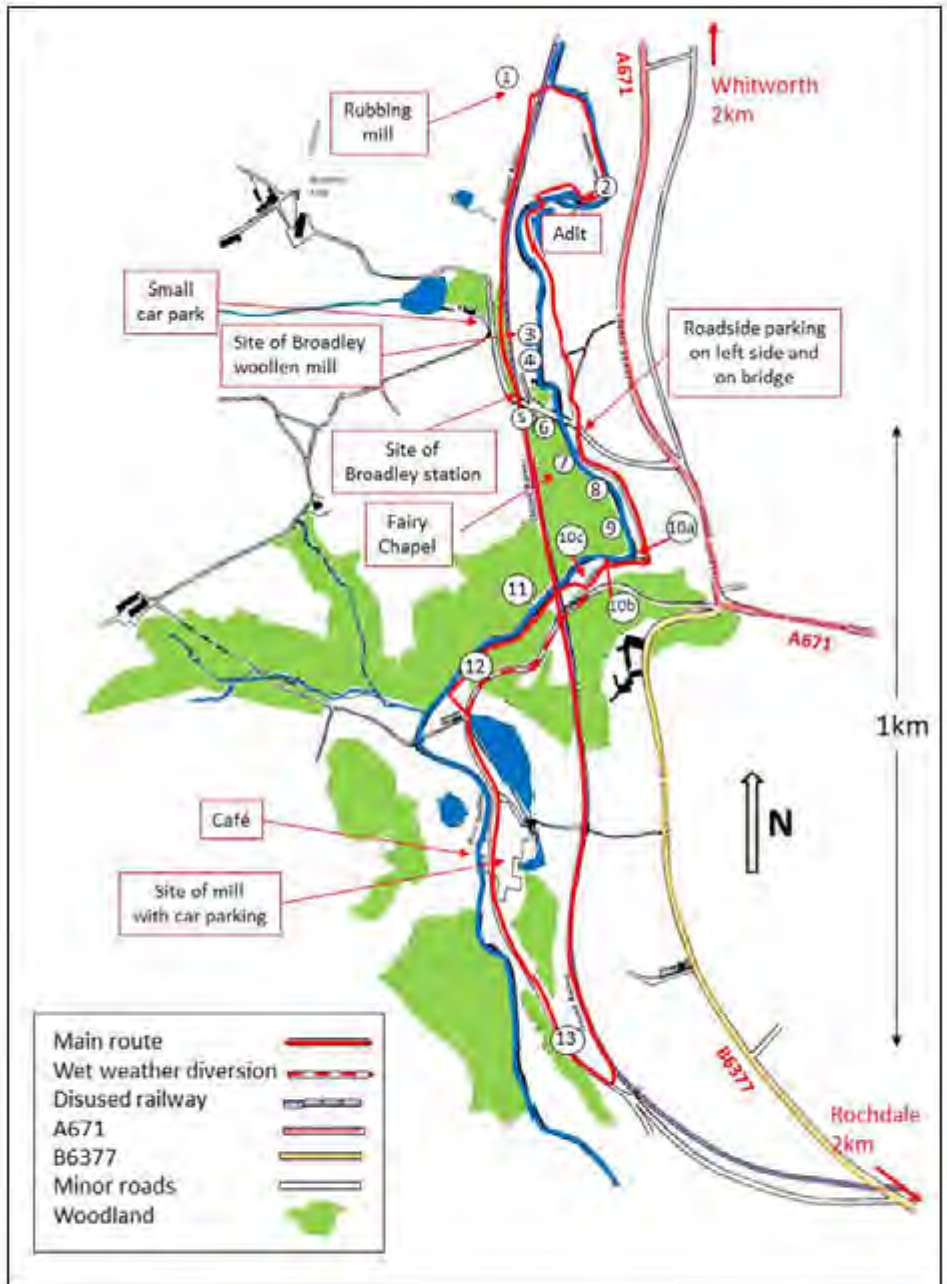 A671
Whitworth
2km
1
Rubbing
mill
2
Adit
Small
car park
Site of Broadley
woollen mill
3
4
Roadside parking
on left side and
on bridge
5
6
Site of
Broadley station
7
8
Fairy
Chapel
9
10c
10a
11
10b
A671
12
1km
N
Café
Site of mill
with car parking
13
B6377
Rochdale
2km
Main route
Wet weather diversion
Disused railway
A671
B6377
Minor roads
Woodland